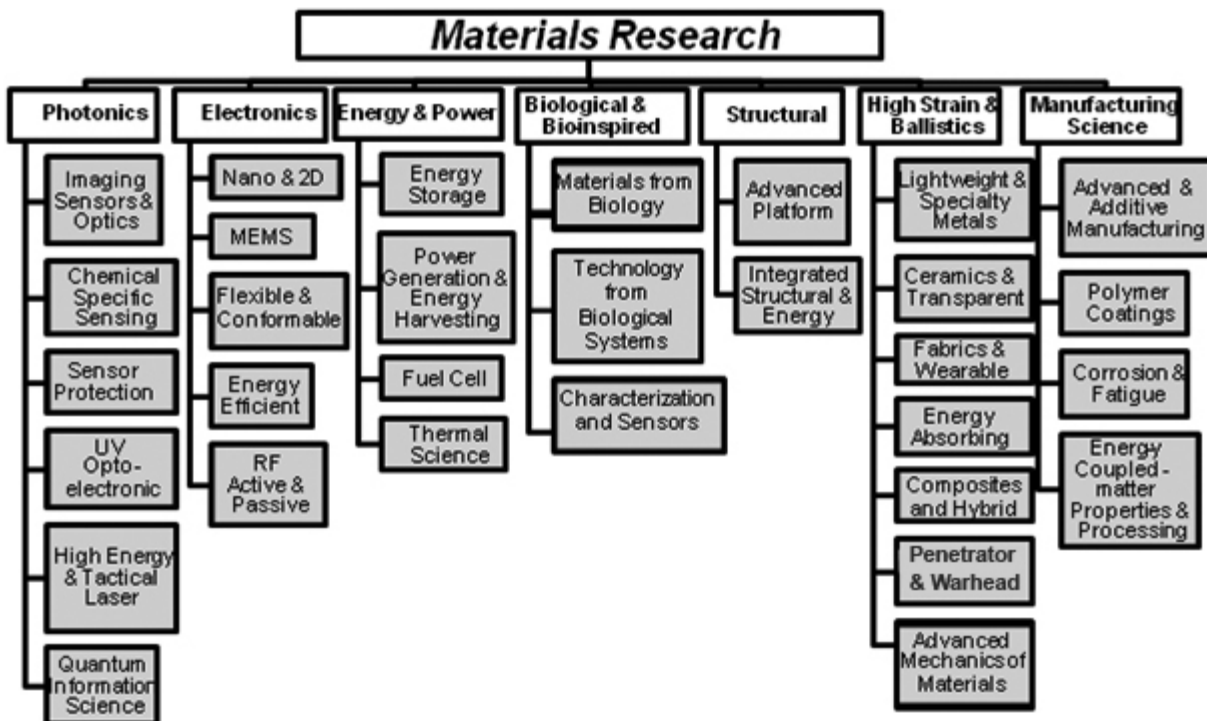 Materials Research
Photonics
Imaging
Sensors &
Optics
Chemical
Specific
Sensing
Sensor
Protection
UV
Opto-
electronic
High Energy
& Tactical
Laser
Quantum
Information
Science
Electronics
Nano & 2D
MEMS
Flexible &
Conformable
Energy
Efficient
RF
Active &
Passive
Energy & Power
Energy
Storage
Power
Generation &
Energy
Harvesting
Fuel Cell
Thermal
Science
Biological &
Bioinspired
Materials from
Biology
Technology
from
Biological
Systems
Characterization
and Sensors
Structural
Advanced
Platform
Integrated
Structural &
Energy
High Strain &
Ballistics
Lightweight &
Specialty
Metals
Ceramics &
Transparent
Fabrics &
Wearable
Energy
Absorbing
Composites
and Hybrid
Penetrator
& Warhead
Advanced
Mechanics of
Materials
Manufacturing
Science
Advanced &
Additive
Manufacturing
Polymer
Coatings
Corrosion &
Fatigue
Energy
Coupled-
matter
Properties &
Processing